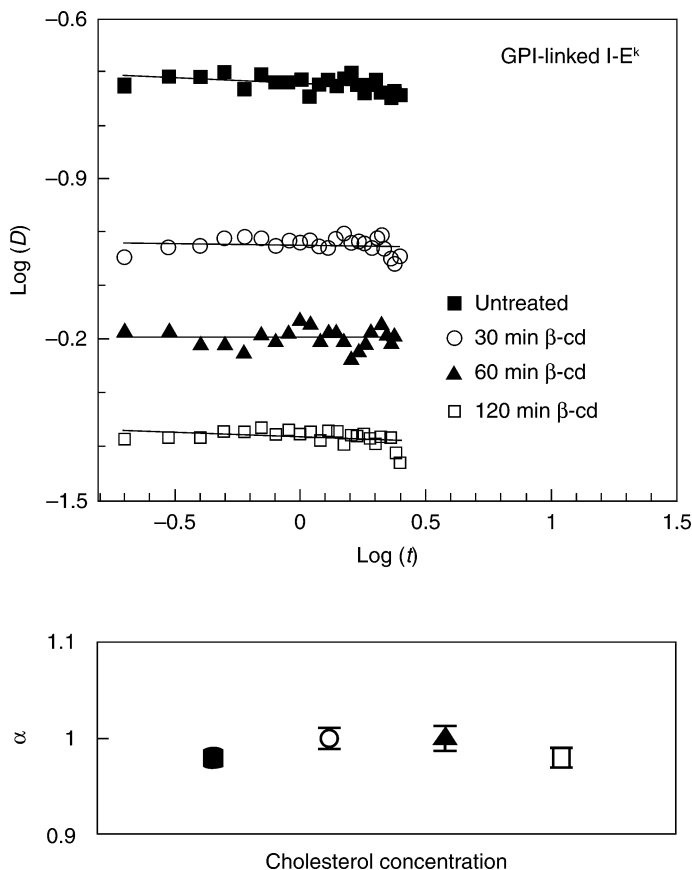 −0.6
GPI-linked I-Eᵏ
−0.9
Log (D)
Untreated
30 min β-cd
−0.2
60 min β-cd
120 min β-cd
−1.5
−0.5
0
0.5
1
1.5
Log (t)
1.1
α
1
0.9
Cholesterol concentration